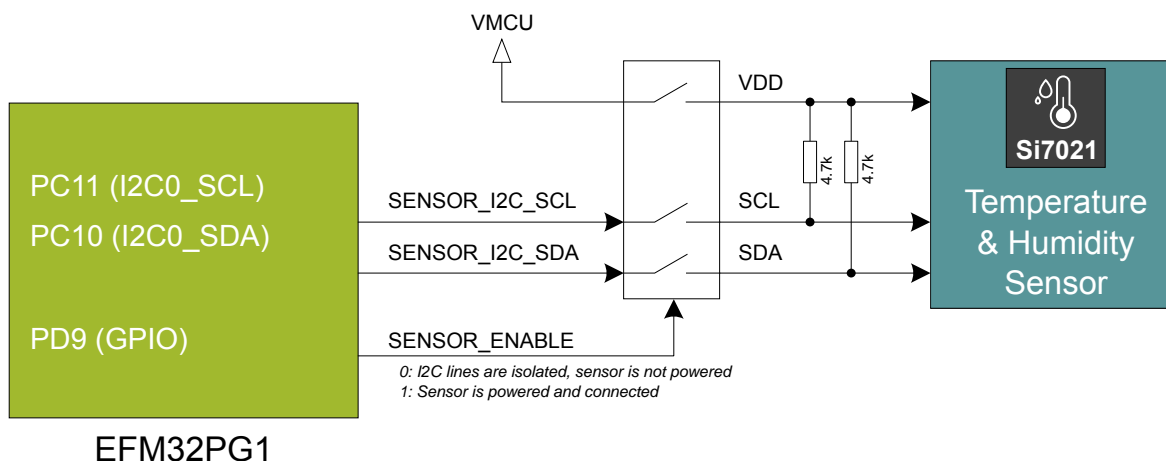 VMCU
VDD
Si7021
4.7k
4.7k
PC11 (I2C0_SCL)
SENSOR_I2C_SCL
SCL
Temperature
PC10 (I2C0_SDA)
& Humidity
SENSOR_I2C_SDA
SDA
Sensor
PD9 (GPIO)
SENSOR_ENABLE
0: I2C lines are isolated, sensor is not powered
1: Sensor is powered and connected
EFM32PG1